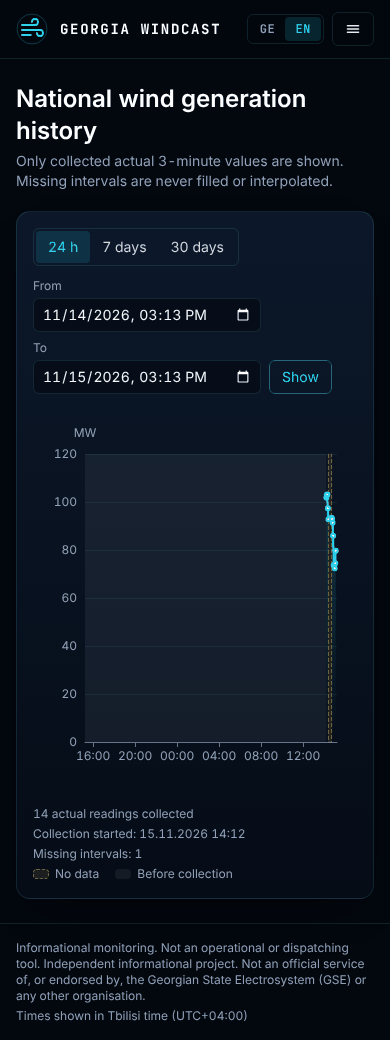 GEORGIA WINDCAST
GE EN
National wind generation
history
Only collected actual 3-minute values are shown.
Missing intervals are never filled or interpolated.
24 h 7 days 30 days
From
11/14/2026, 03:13 PM
To
11/15/2026, 03:13 PM Show
MW
120
100
80
60
40
20
0
16:00 20:00 00:00 04:00 08:00 12:00
14 actual readings collected
Collection started: 15.11.2026 14:12
Missing intervals: 1
No data Before collection
Informational monitoring. Not an operational or dispatching
tool. Independent informational project. Not an official service
of, or endorsed by, the Georgian State Electrosystem (GSE) or
any other organisation.
Times shown in Tbilisi time (UTC+04:00)